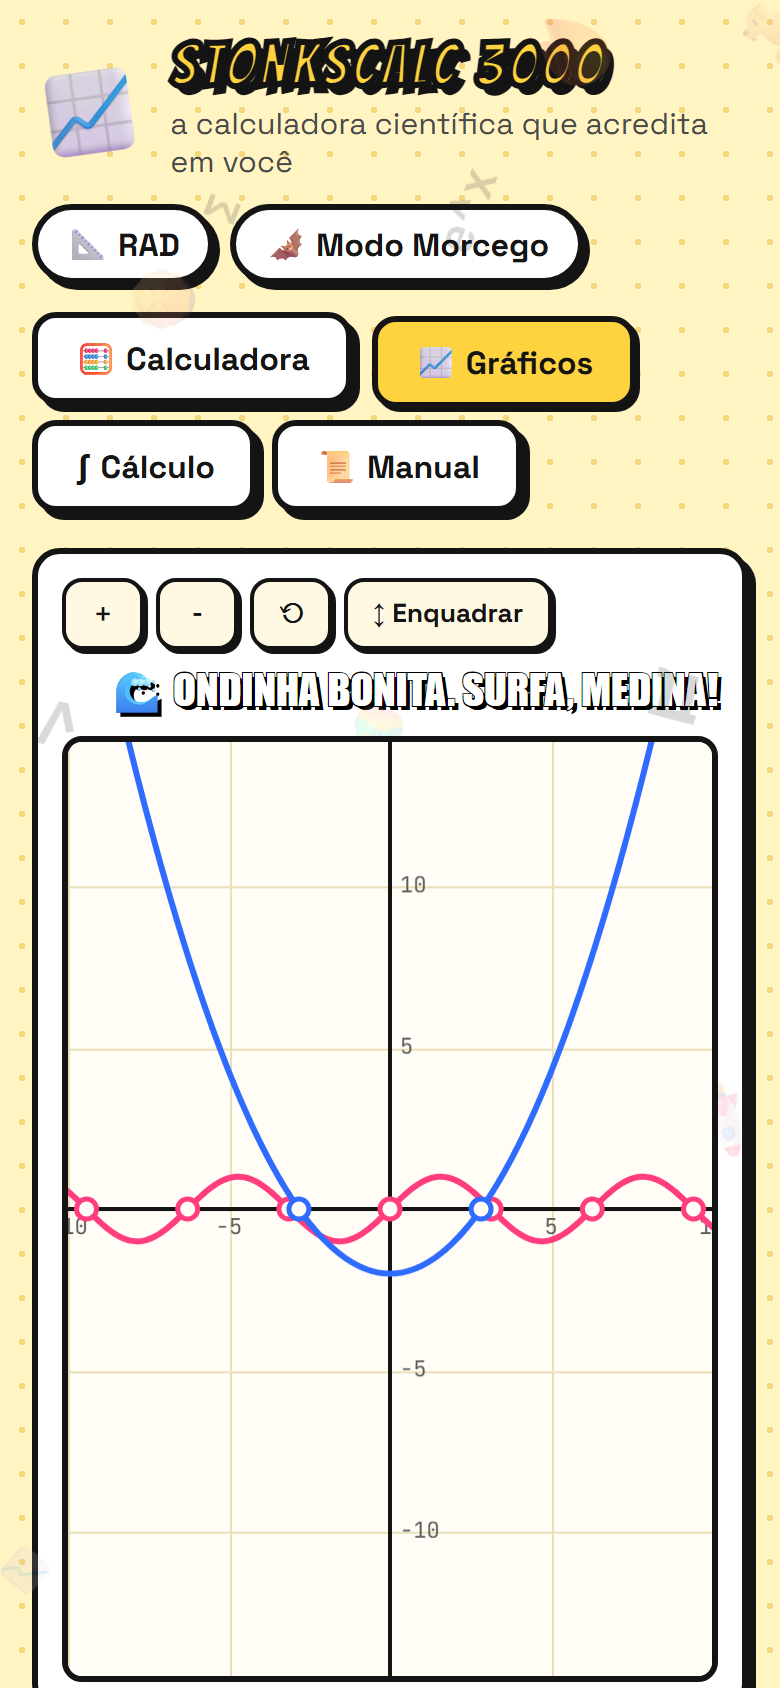 STONKSCALC 3000
a calculadora científica que acredita
em você
RAD
Modo Morcego
Calculadora
Gráficos
∫ Cálculo
Manual
+
-
↕ Enquadrar
ONDINHA BONITA. SURFA, MEDINA!
10
5
-5
5
-5
-10